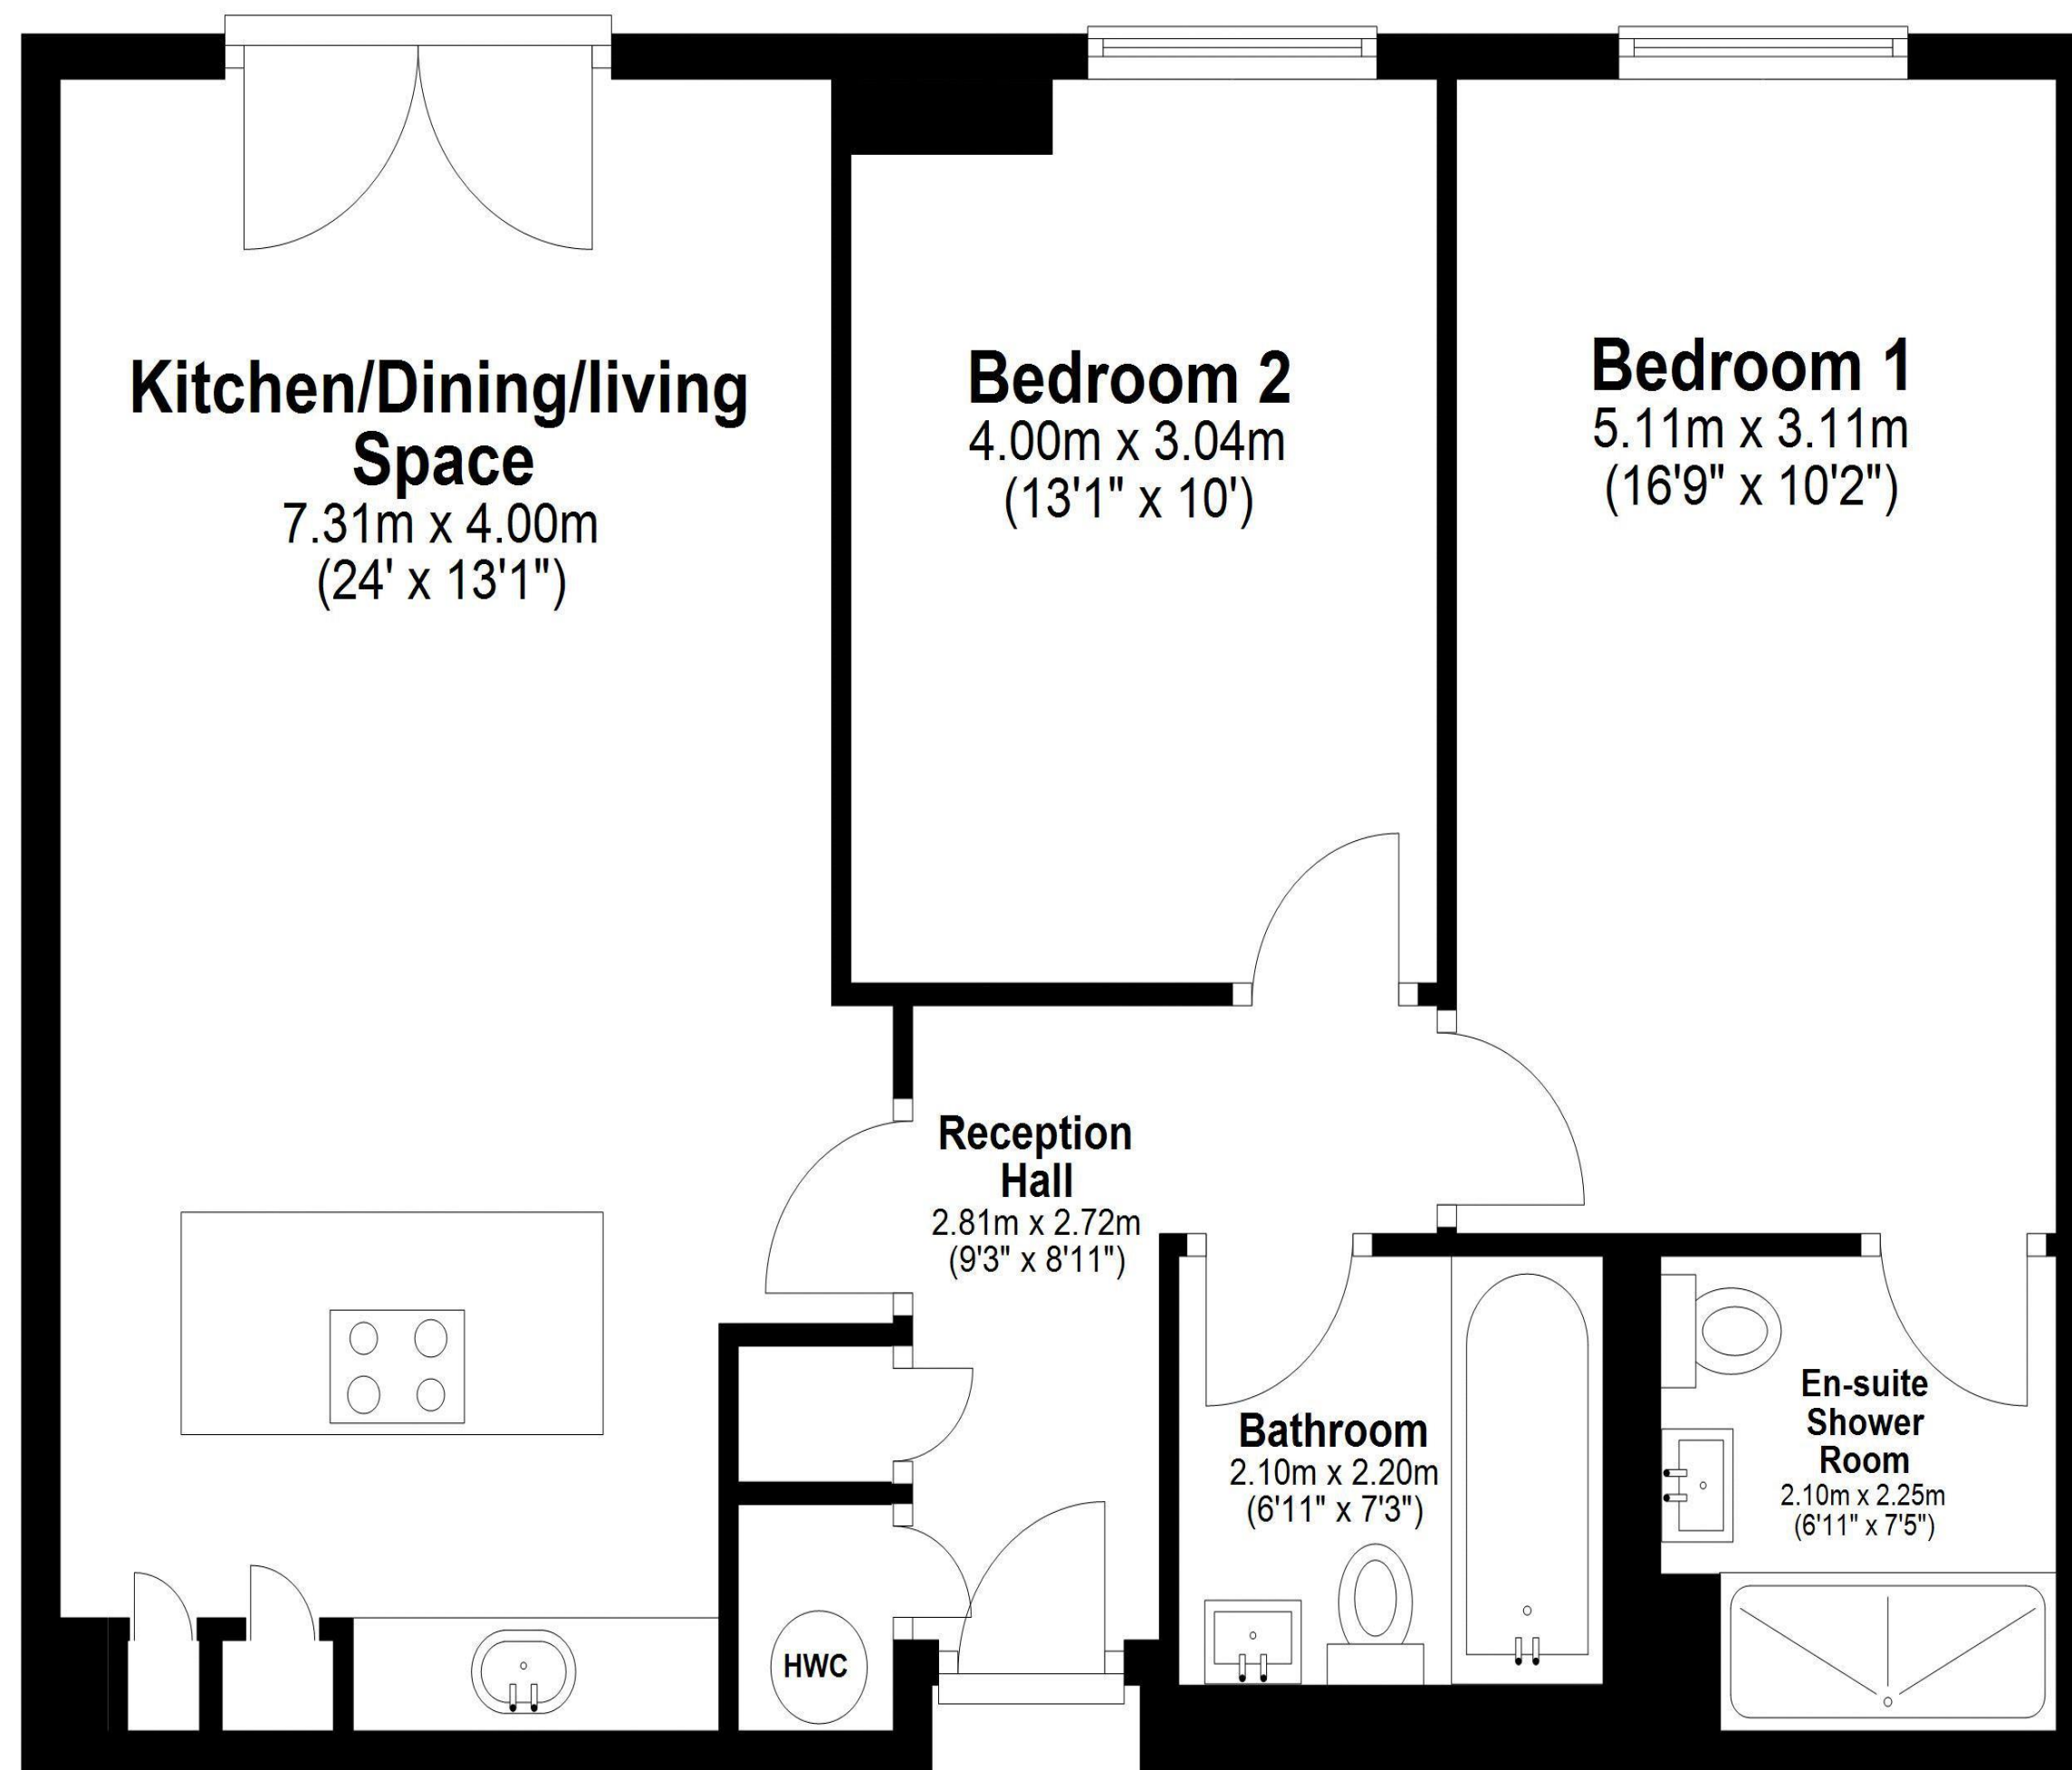 Kitchen/Dining/living
Space
7.31m x 4.00m
(24' x 13'1")
Bedroom 2
4.00m x 3.04m
(13'1" x 10')
Bedroom 1
5.11m x 3.11m
(16'9" x 10'2")
Reception
Hall
2.81m x 2.72m
(9'3" x 8'11")
Bathroom
2.10m x 2.20m
(6'11" x 7'3")
En-suite
Shower
Room
2.10m x 2.25m
(6'11" x 7'5")
HWC